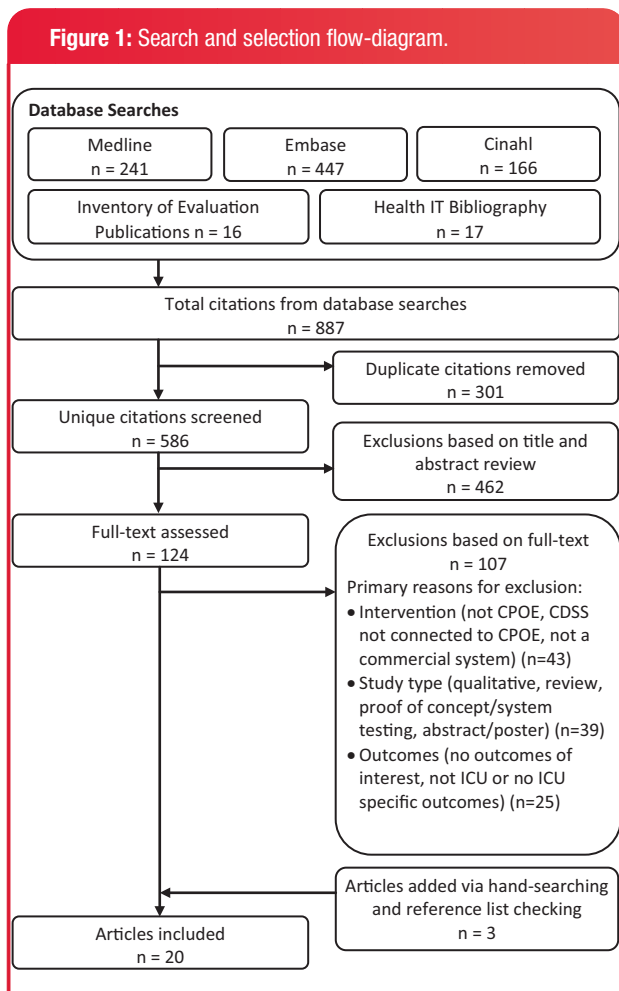 Figure 1: Search and selection flow-diagram.
Database Searches
Medline
n = 241
Embase
n = 447
Cinahl
n = 166
Inventory of Evaluation
Publications n = 16
Health IT Bibliography
n = 17
Total citations from database searches
n = 887
Duplicate citations removed
n = 301
Unique citations screened
n = 586
Exclusions based on title and
abstract review
n = 462
Full-text assessed
n = 124
Exclusions based on full-text
n = 107
Primary reasons for exclusion:
• Intervention (not CPOE, CDSS
not connected to CPOE, not a
commercial system) (n=43)
• Study type (qualitative, review,
proof of concept/system
testing, abstract/poster) (n=39)
• Outcomes (no outcomes of
interest, not ICU or no ICU
specific outcomes) (n=25)
Articles added via hand-searching
and reference list checking
n = 3
Articles included
n = 20